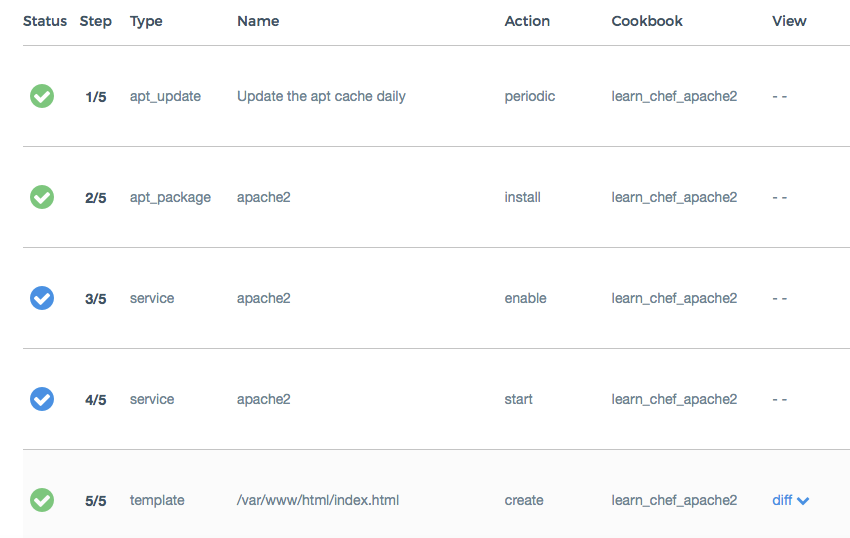 Status Step Type Name Action Cookbook View
1/5 apt_update Update the apt cache daily periodic learn_chef_apache2 - -
2/5 apt_package apache2 install learn_chef_apache2 - -
3/5 service apache2 enable learn_chef_apache2 - -
4/5 service apache2 start learn_chef_apache2 - -
5/5 template /var/www/html/index.html create learn_chef_apache2 diff